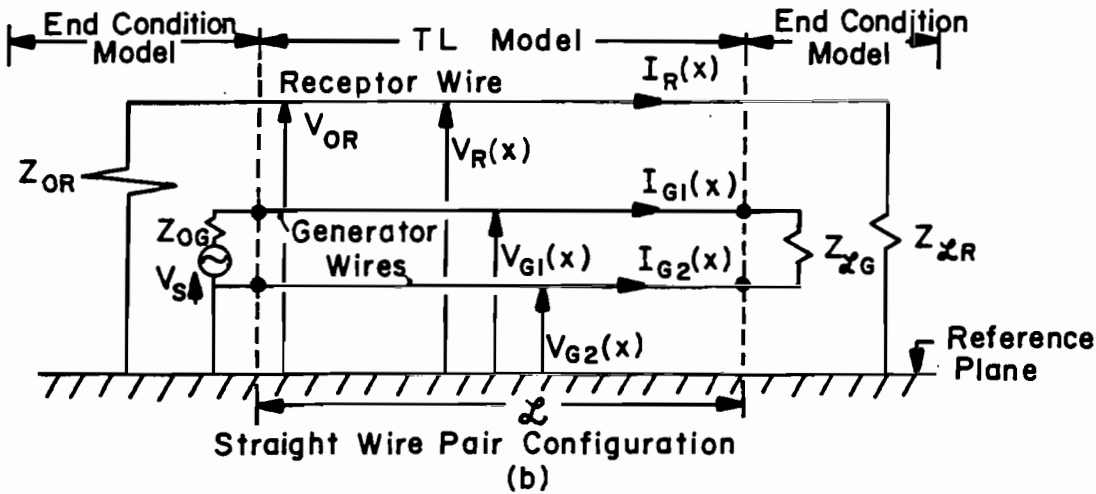 End Condition Model
TL Model
End Condition Model
I_R(x)
Receptor Wire
V_OR
V_R(x)
Z_OR
I_G1(x)
Z_OG
Generator Wires
V_G1(x)
I_G2(x)
Z_ℒG
Z_ℒR
V_S
V_G2(x)
Reference Plane
ℒ
Straight Wire Pair Configuration
(b)